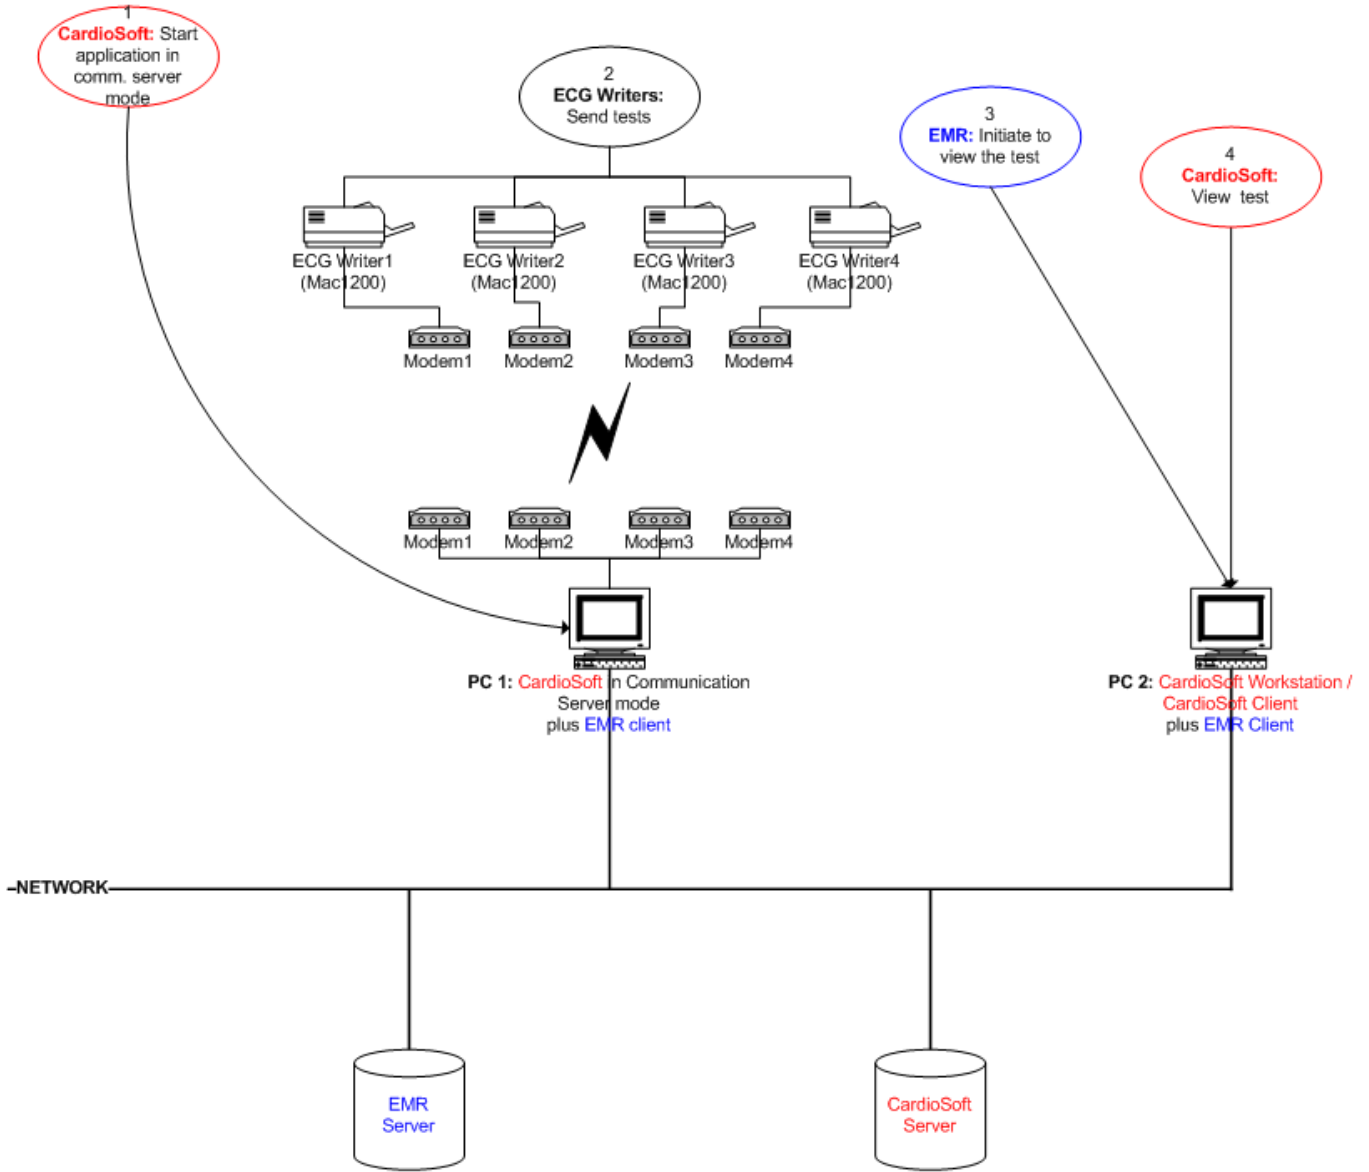 1
CardioSoft: Start
application in
comm. server
mode
2
ECG Writers:
Send tests
3
EMR: Initiate to
view the test
4
CardioSoft:
View test
ECG Writer1
(Mac1200)
ECG Writer2
(Mac1200)
ECG Writer3
(Mac1200)
ECG Writer4
(Mac1200)
Modem1
Modem2
Modem3
Modem4
Modem1
Modem2
Modem3
Modem4
PC 1: CardioSoft in Communication
Server mode
plus EMR client
PC 2: CardioSoft Workstation /
CardioSoft Client
plus EMR Client
NETWORK
EMR
Server
CardioSoft
Server